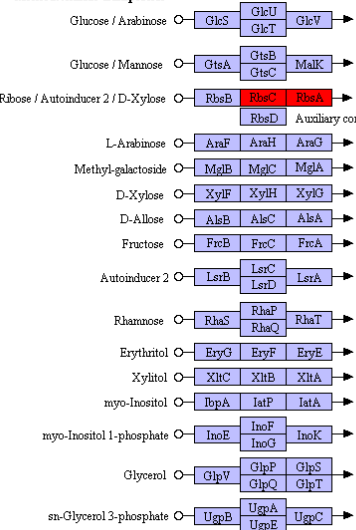 Glucose / Arabinose GlcS GlcU GlcT GlcV
Glucose / Mannose GtsA GtsB GtsC MalK
Ribose / Autoinducer 2 / D-Xylose RbsB RbsC RbsA
RbsD Auxiliary
L-Arabinose AraF AraH AraG
Methyl-galactoside MglB MglC MglA
D-Xylose XylF XylH XylG
D-Allose AlsB AlsC AlsA
Fructose FrcB FrcC FrcA
Autoinducer 2 LsrB LsrC LsrD LsrA
Rhamnose RhaS RhaP RhaQ RhaT
Erythritol EryG EryF EryE
Xylitol XltC XltB XltA
myo-Inositol IbpA IatP IatA
myo-Inositol 1-phosphate InoE InoF InoG InoK
Glycerol GlpV GlpP GlpQ GlpS GlpT
sn-Glycerol 3-phosphate UgpB UgpA UgpE UgpC